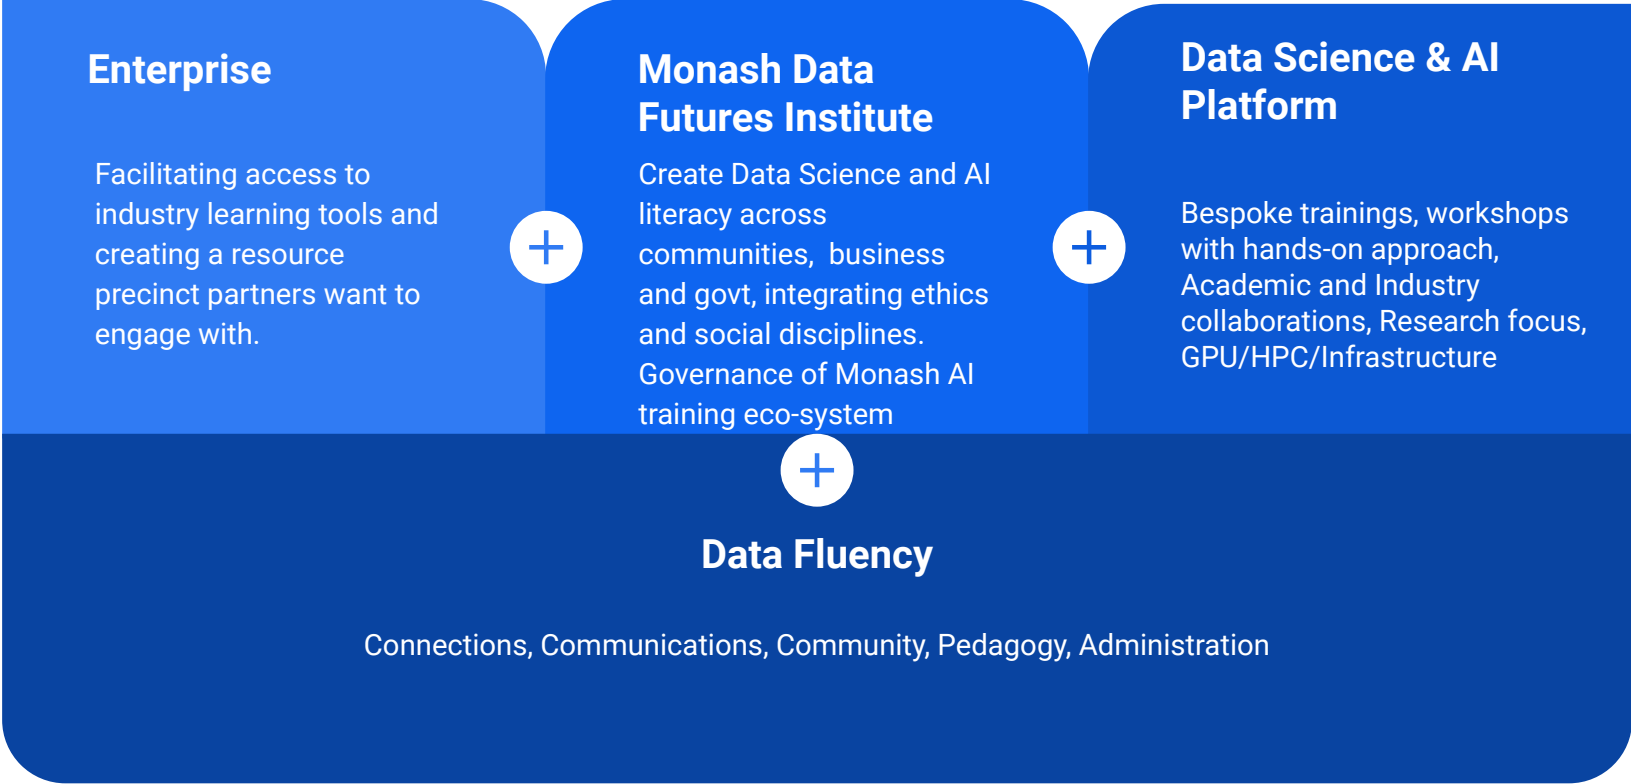 Enterprise
Facilitating access to
industry learning tools and
creating a resource
precinct partners want to
engage with.
Monash Data
Futures Institute
Create Data Science and AI
literacy across
communities,  business
and govt, integrating ethics
and social disciplines.
Governance of Monash AI
training eco-system
Data Science & AI
Platform
Bespoke trainings, workshops
with hands-on approach,
Academic and Industry
collaborations, Research focus,
GPU/HPC/Infrastructure
Data Fluency
Connections, Communications, Community, Pedagogy, Administration